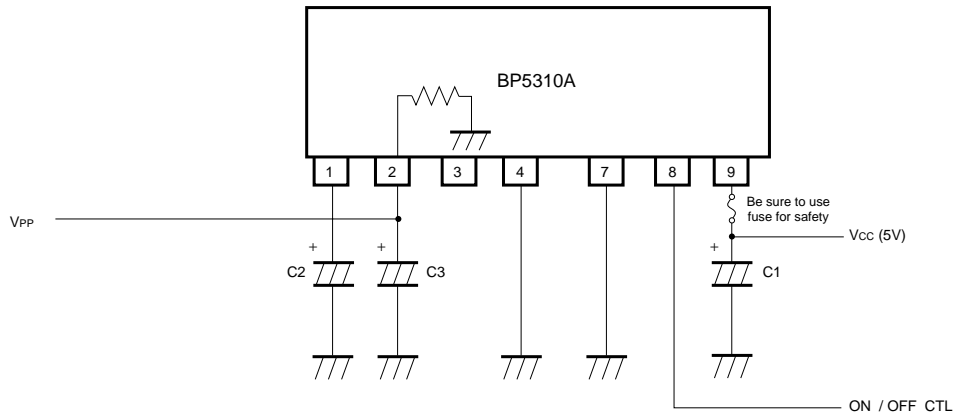 BP5310A
1 2 3 4 7 8 9
Be sure to use
fuse for safety
VPP
VCC (5V)
+ + +
C2 C3 C1
ON / OFF CTL